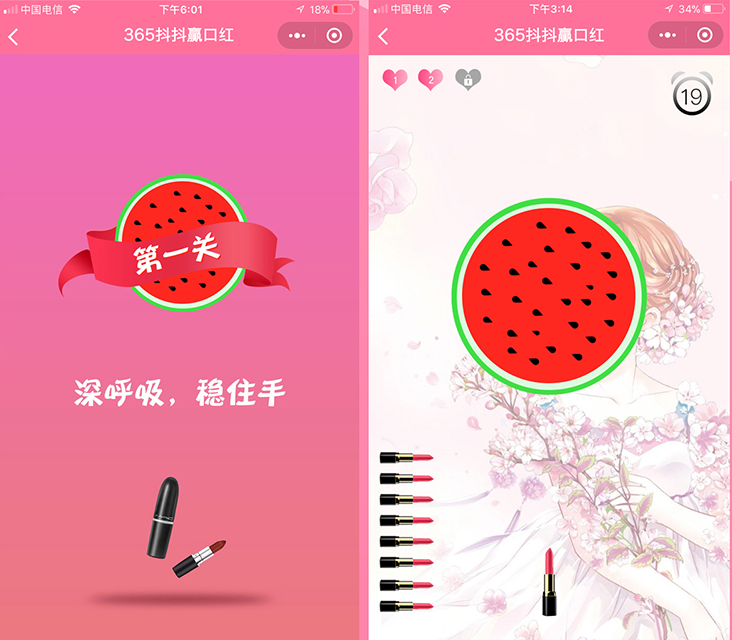 中国电信
下午6:01
18%
365抖抖赢口红
第一关
深呼吸，稳住手
中国电信
下午3:14
34%
365抖抖赢口红
1
2
19